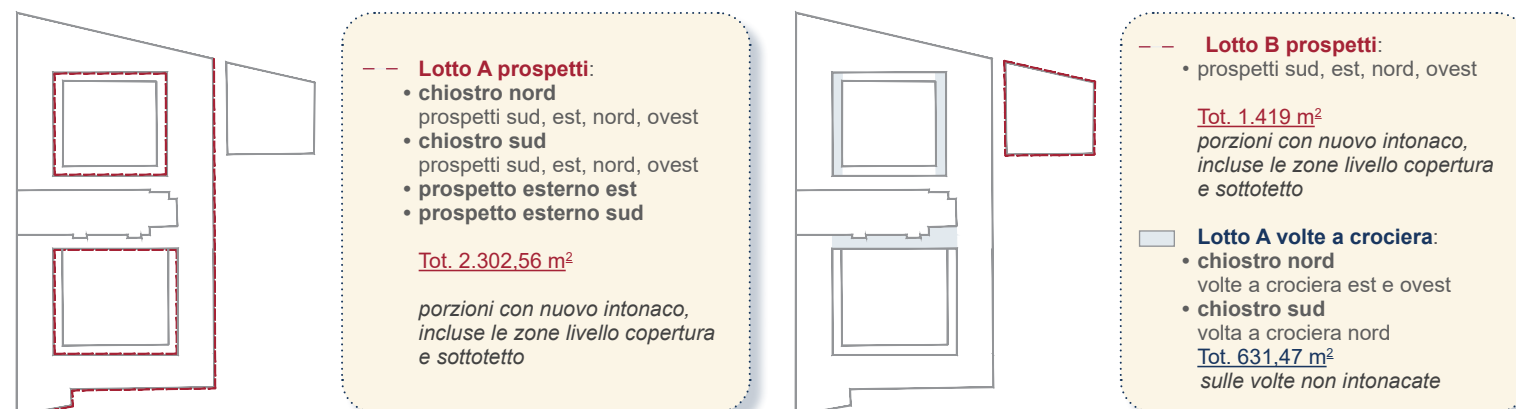 – – Lotto A prospetti:
• chiostro nord
prospetti sud, est, nord, ovest
• chiostro sud
prospetti sud, est, nord, ovest
• prospetto esterno est
• prospetto esterno sud
Tot. 2.302,56 m²
porzioni con nuovo intonaco,
incluse le zone livello copertura
e sottotetto
– – Lotto B prospetti:
• prospetti sud, est, nord, ovest
Tot. 1.419 m²
porzioni con nuovo intonaco,
incluse le zone livello copertura
e sottotetto
Lotto A volte a crociera:
• chiostro nord
volte a crociera est e ovest
• chiostro sud
volta a crociera nord
Tot. 631,47 m²
sulle volte non intonacate